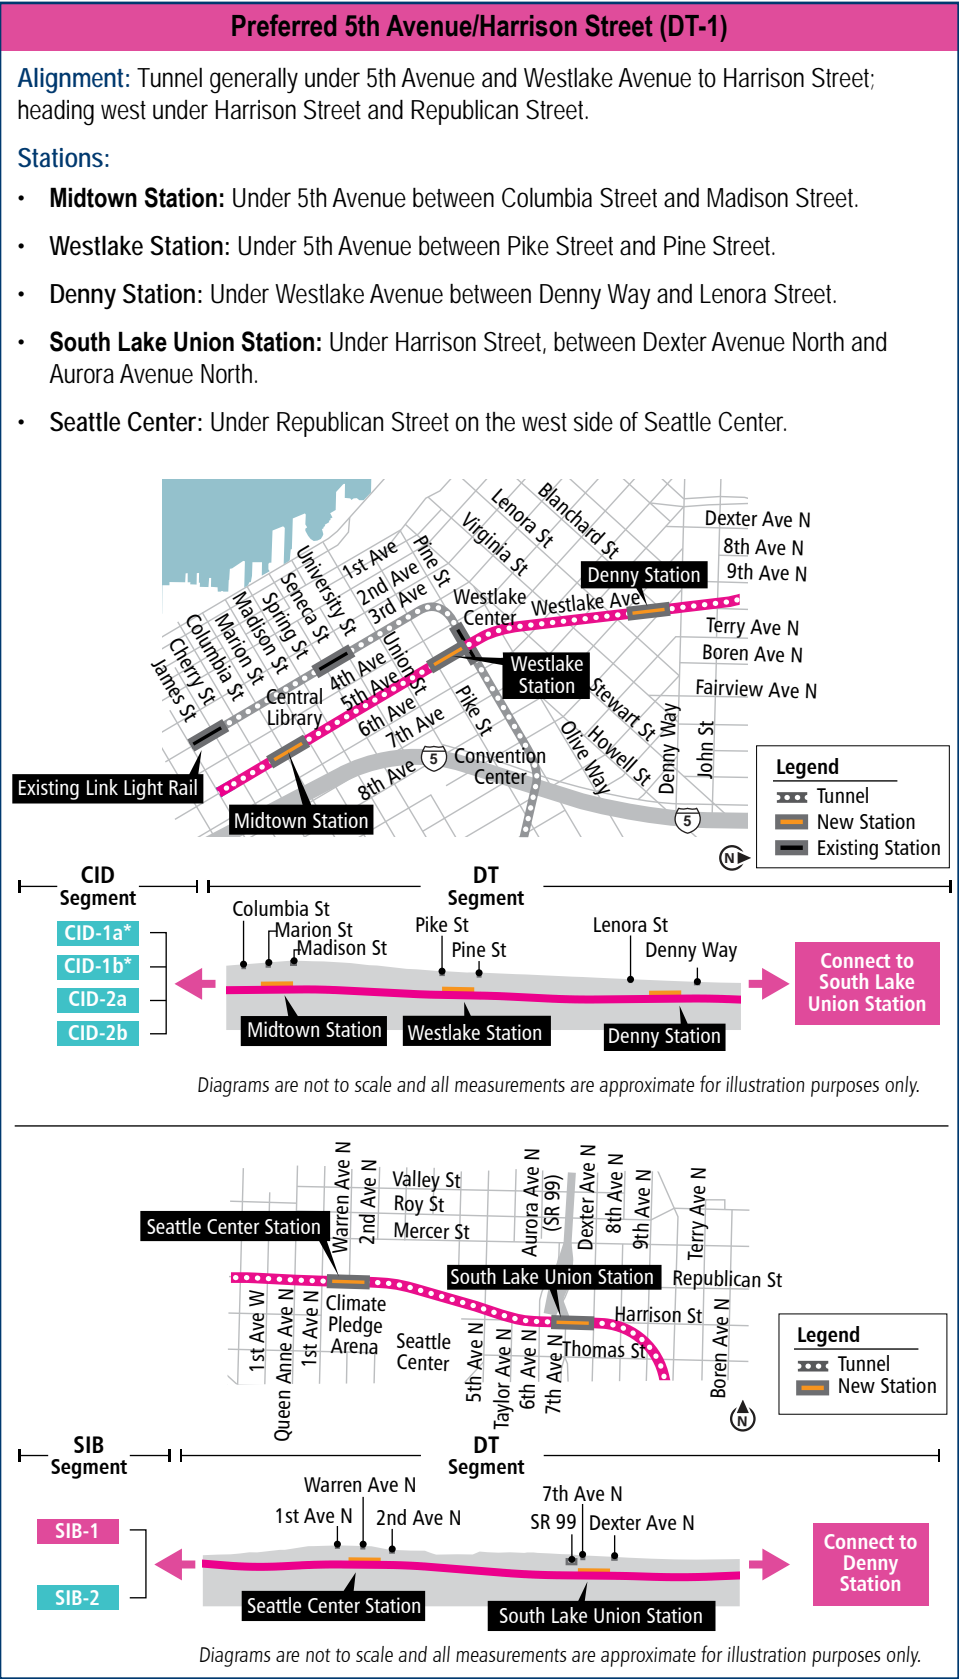 Preferred 5th Avenue/Harrison Street (DT-1)
Alignment: Tunnel generally under 5th Avenue and Westlake Avenue to Harrison Street;
heading west under Harrison Street and Republican Street.
Stations:
• Midtown Station: Under 5th Avenue between Columbia Street and Madison Street.
• Westlake Station: Under 5th Avenue between Pike Street and Pine Street.
• Denny Station: Under Westlake Avenue between Denny Way and Lenora Street.
• South Lake Union Station: Under Harrison Street, between Dexter Avenue North and
Aurora Avenue North.
• Seattle Center: Under Republican Street on the west side of Seattle Center.
Blanchard St
Lenora St
Virginia St
Dexter Ave N
8th Ave N
9th Ave N
Denny Station
Pine St
1st Ave
2nd Ave
3rd Ave
University St
Seneca St
Spring St
Madison St
Marion St
Columbia St
Cherry St
James St
Westlake
Center
Westlake Ave
Terry Ave N
Boren Ave N
Fairview Ave N
Westlake
Station
Union St
4th Ave
5th Ave
6th Ave
7th Ave
8th Ave
Central
Library
Pike St
Stewart St
Howell St
Olive Way
Denny Way
John St
5
Convention
Center
5
Existing Link Light Rail
Midtown Station
Legend
Tunnel
New Station
Existing Station
N
CID
Segment
DT
Segment
CID-1a*
CID-1b*
CID-2a
CID-2b
Columbia St
Marion St
Madison St
Pike St
Pine St
Lenora St
Denny Way
Connect to
South Lake
Union Station
Midtown Station
Westlake Station
Denny Station
Diagrams are not to scale and all measurements are approximate for illustration purposes only.
Warren Ave N
2nd Ave N
Valley St
Roy St
Mercer St
Aurora Ave N
(SR 99)
Dexter Ave N
8th Ave N
9th Ave N
Terry Ave N
Seattle Center Station
South Lake Union Station
Republican St
Harrison St
Thomas St
1st Ave W
Queen Anne Ave N
1st Ave N
Climate
Pledge
Arena
Seattle
Center
5th Ave N
Taylor Ave N
6th Ave N
7th Ave N
Boren Ave N
Legend
Tunnel
New Station
N
SIB
Segment
DT
Segment
SIB-1
SIB-2
Warren Ave N
1st Ave N
2nd Ave N
7th Ave N
SR 99
Dexter Ave N
Connect to
Denny
Station
Seattle Center Station
South Lake Union Station
Diagrams are not to scale and all measurements are approximate for illustration purposes only.